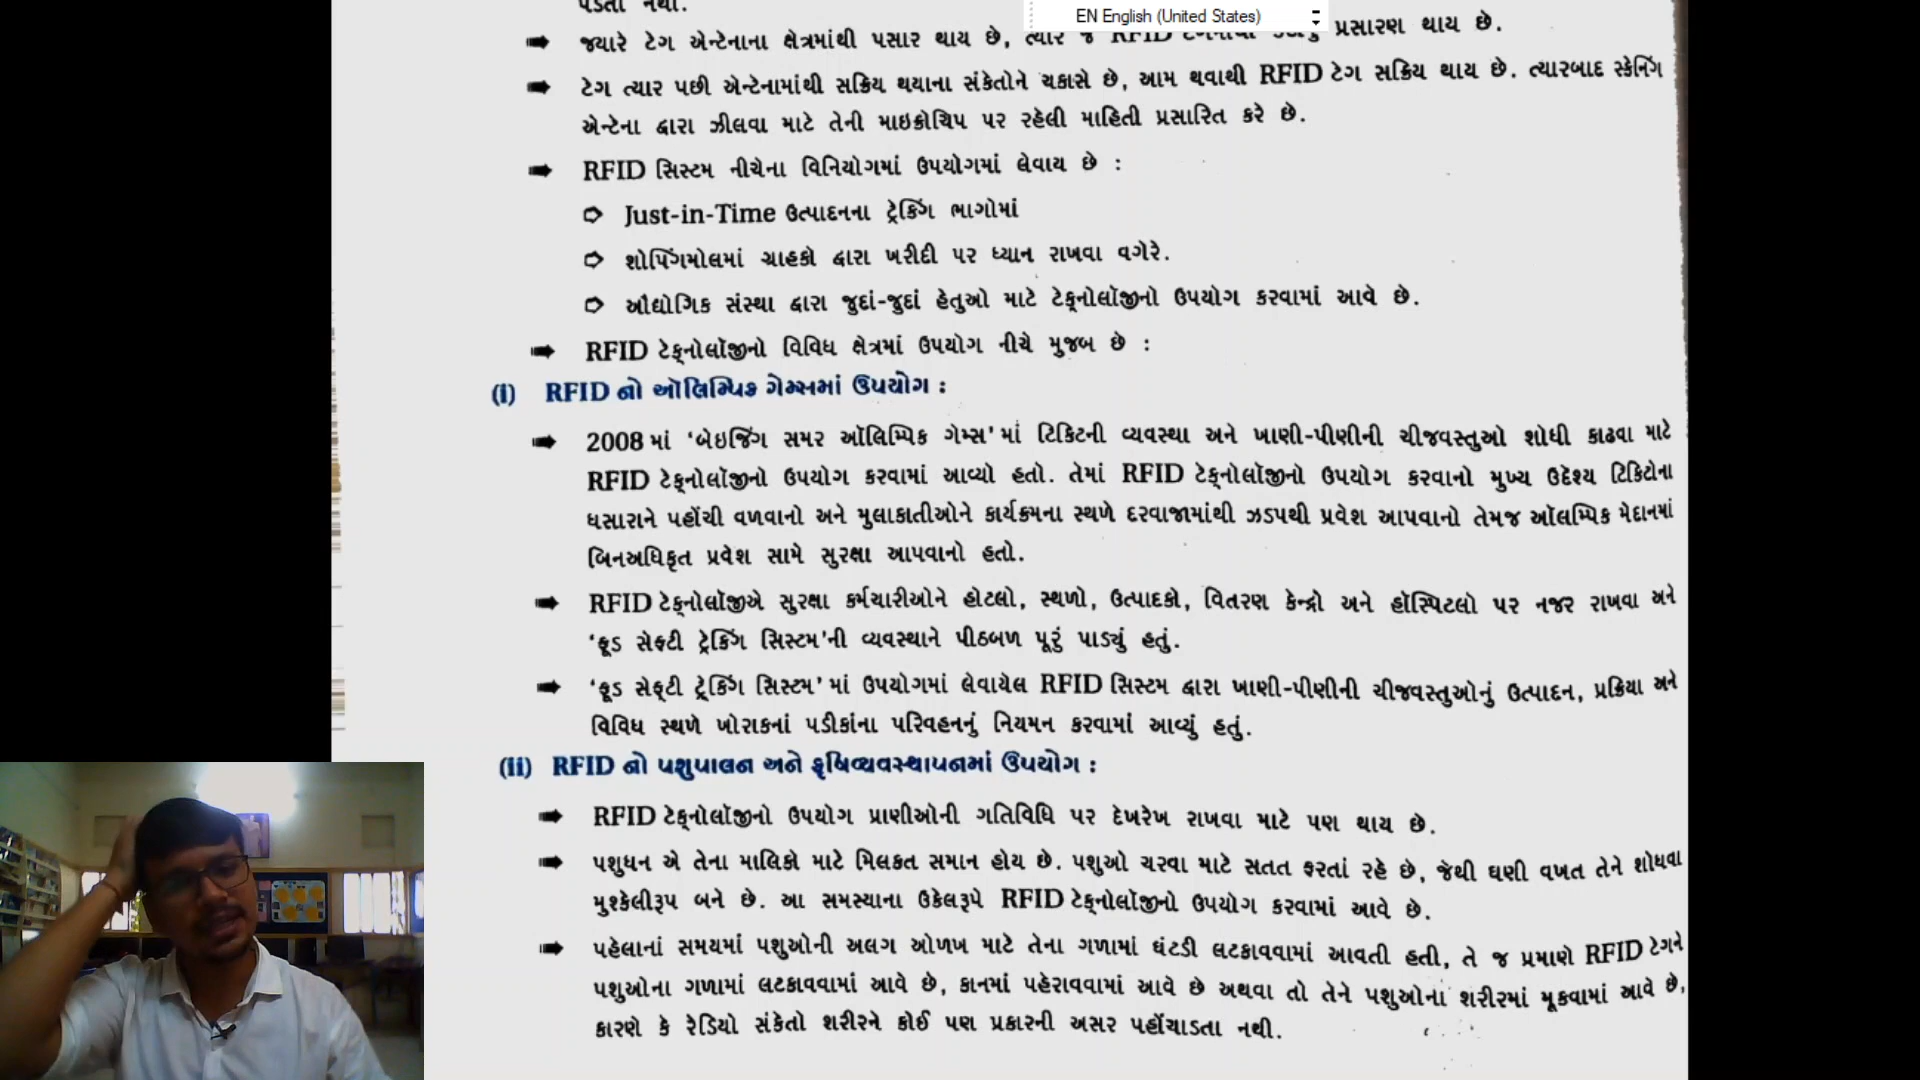 પડતા નથી.
EN English (United States)
જ્યારે ટેગ એન્ટેનાના ક્ષેત્રમાંથી પસાર થાય છે, ત્યારે જ RFID પ્રસારણ થાય છે.
ટેગ ત્યાર પછી એન્ટેનામાંથી સક્રિય થયાના સંકેતોને ચકાસે છે, આમ થવાથી RFID ટેગ સક્રિય થાય છે. ત્યારબાદ સ્કેનિંગ
એન્ટેના દ્વારા ઝીલવા માટે તેની માઇક્રોચિપ પર રહેલી માહિતી પ્રસારિત કરે છે.
RFID સિસ્ટમ નીચેના વિનિયોગમાં ઉપયોગમાં લેવાય છે :
Just-in-Time ઉત્પાદનના ટ્રેકિંગ ભાગોમાં
શોપિંગમોલમાં ગ્રાહકો દ્વારા ખરીદી પર ધ્યાન રાખવા વગેરે.
ઔદ્યોગિક સંસ્થા દ્વારા જુદાં-જુદાં હેતુઓ માટે ટેક્નોલૉજીનો ઉપયોગ કરવામાં આવે છે.
RFID ટેક્નોલૉજીનો વિવિધ ક્ષેત્રમાં ઉપયોગ નીચે મુજબ છે :
(i) RFID નો ઑલિમ્પિક ગેમ્સમાં ઉપયોગ :
2008 માં ‘બેઇજિંગ સમર ઑલિમ્પિક ગેમ્સ’ માં ટિકિટની વ્યવસ્થા અને ખાણી-પીણીની ચીજવસ્તુઓ શોધી કાઢવા માટે
RFID ટેક્નોલૉજીનો ઉપયોગ કરવામાં આવ્યો હતો. તેમાં RFID ટેક્નોલૉજીનો ઉપયોગ કરવાનો મુખ્ય ઉદ્દેશ્ય ટિકિટોના
ધસારાને પહોંચી વળવાનો અને મુલાકાતીઓને કાર્યક્રમના સ્થળે દરવાજામાંથી ઝડપથી પ્રવેશ આપવાનો તેમજ ઑલમ્પિક મેદાનમાં
બિનઅધિકૃત પ્રવેશ સામે સુરક્ષા આપવાનો હતો.
RFID ટેક્નોલૉજીએ સુરક્ષા કર્મચારીઓને હોટલો, સ્થળો, ઉત્પાદકો, વિતરણ કેન્દ્રો અને હૉસ્પિટલો પર નજર રાખવા અને
‘ફૂડ સેફ્ટી ટ્રેકિંગ સિસ્ટમ’ની વ્યવસ્થાને પીઠબળ પૂરું પાડ્યું હતું.
‘ફૂડ સેફ્ટી ટ્રેકિંગ સિસ્ટમ’ માં ઉપયોગમાં લેવાયેલ RFID સિસ્ટમ દ્વારા ખાણી-પીણીની ચીજવસ્તુઓનું ઉત્પાદન, પ્રક્રિયા અને
વિવિધ સ્થળે ખોરાકનાં પડીકાંના પરિવહનનું નિયમન કરવામાં આવ્યું હતું.
(ii) RFID નો પશુપાલન અને કૃષિવ્યવસ્થાપનમાં ઉપયોગ :
RFID ટેક્નોલૉજીનો ઉપયોગ પ્રાણીઓની ગતિવિધિ પર દેખરેખ રાખવા માટે પણ થાય છે.
પશુધન એ તેના માલિકો માટે મિલકત સમાન હોય છે. પશુઓ ચરવા માટે સતત ફરતાં રહે છે, જેથી ઘણી વખત તેને શોધવા
મુશ્કેલીરૂપ બને છે. આ સમસ્યાના ઉકેલરૂપે RFID ટેક્નોલૉજીનો ઉપયોગ કરવામાં આવે છે.
પહેલાનાં સમયમાં પશુઓની અલગ ઓળખ માટે તેના ગળામાં ઘંટડી લટકાવવામાં આવતી હતી, તે જ પ્રમાણે RFID ટેગને
પશુઓના ગળામાં લટકાવવામાં આવે છે, કાનમાં પહેરાવવામાં આવે છે અથવા તો તેને પશુઓના શરીરમાં મૂકવામાં આવે છે,
કારણે કે રેડિયો સંકેતો શરીરને કોઈ પણ પ્રકારની અસર પહોંચાડતા નથી.